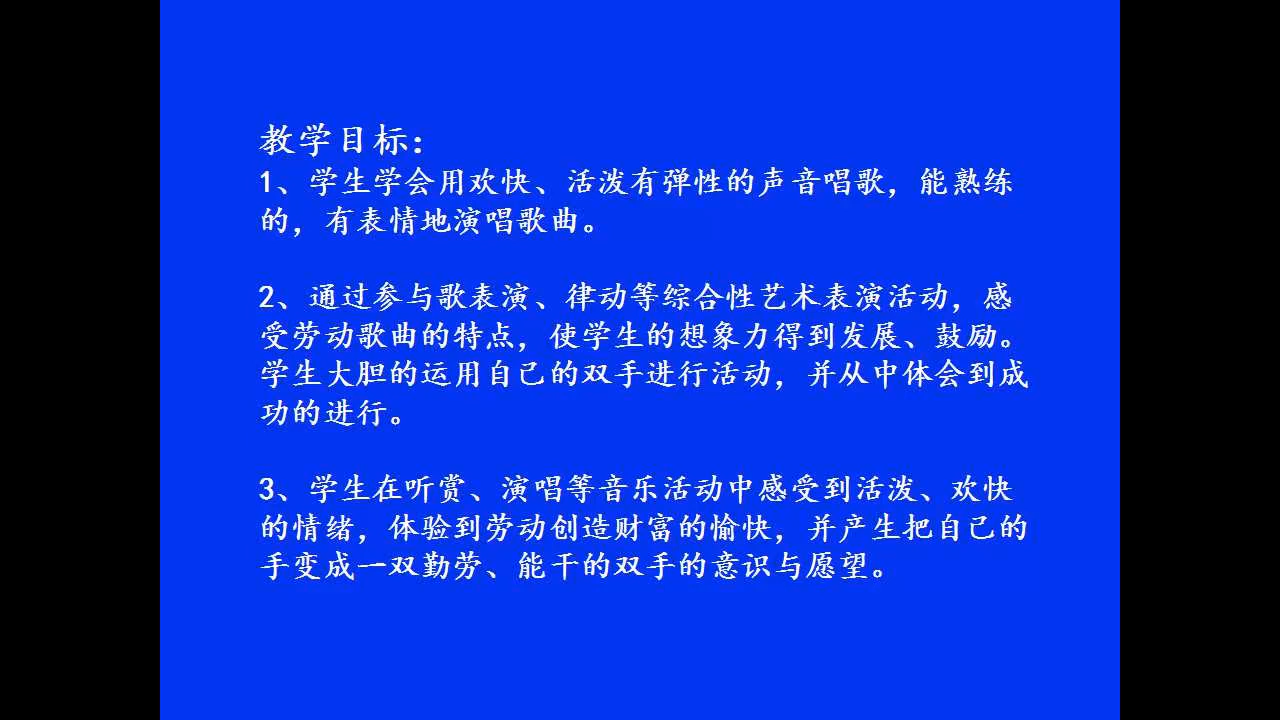 教学目标：
1、学生学会用欢快、活泼有弹性的声音唱歌，能熟练
的，有表情地演唱歌曲。
2、通过参与歌表演、律动等综合性艺术表演活动，感
受劳动歌曲的特点，使学生的想象力得到发展、鼓励。
学生大胆的运用自己的双手进行活动，并从中体会到成
功的进行。
3、学生在听赏、演唱等音乐活动中感受到活泼、欢快
的情绪，体验到劳动创造财富的愉快，并产生把自己的
手变成一双勤劳、能干的双手的意识与愿望。